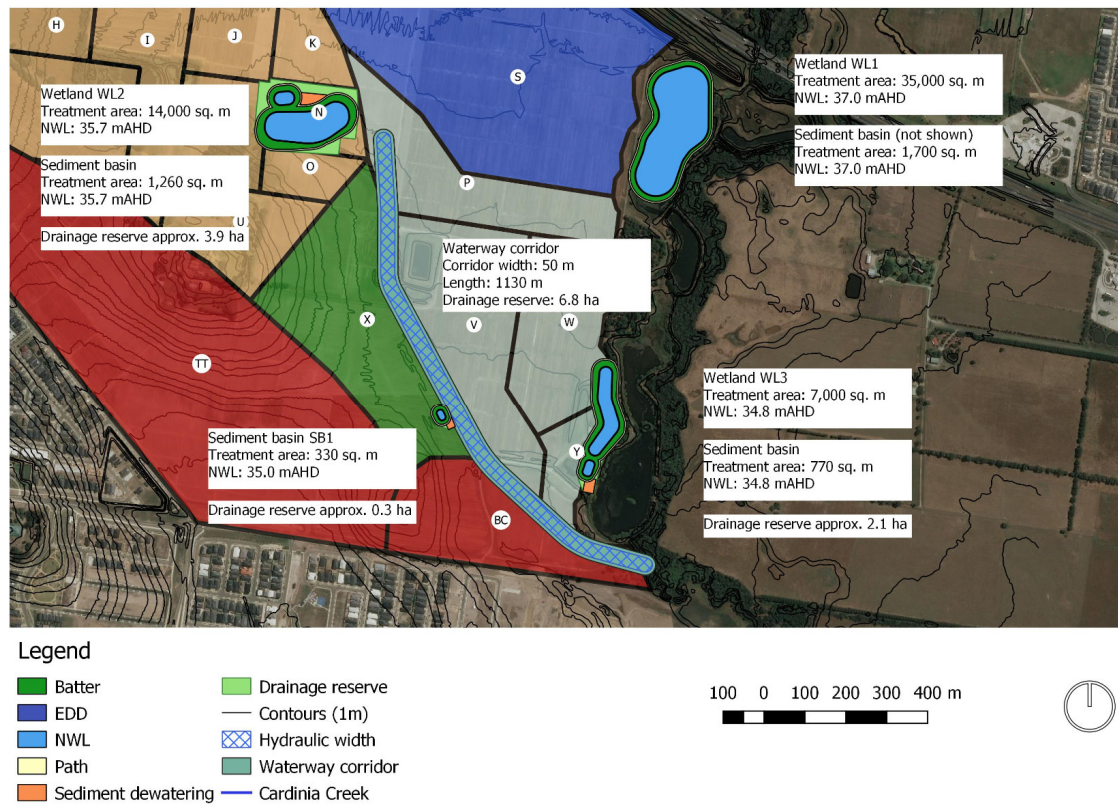 H
I
J
K
S
Wetland WL2
Treatment area: 14,000 sq. m
NWL: 35.7 mAHD
N
Sediment basin
Treatment area: 1,260 sq. m
NWL: 35.7 mAHD
O
U
Drainage reserve approx. 3.9 ha
P
Wetland WL1
Treatment area: 35,000 sq. m
NWL: 37.0 mAHD
Sediment basin (not shown)
Treatment area: 1,700 sq. m
NWL: 37.0 mAHD
Waterway corridor
Corridor width: 50 m
Length: 1130 m
Drainage reserve: 6.8 ha
X
V
W
TT
Wetland WL3
Treatment area: 7,000 sq. m
NWL: 34.8 mAHD
Sediment basin SB1
Treatment area: 330 sq. m
NWL: 35.0 mAHD
Y
Sediment basin
Treatment area: 770 sq. m
NWL: 34.8 mAHD
Drainage reserve approx. 0.3 ha
BC
Drainage reserve approx. 2.1 ha
Legend
Batter
EDD
NWL
Path
Sediment dewatering
Drainage reserve
Contours (1m)
Hydraulic width
Waterway corridor
Cardinia Creek
100 0 100 200 300 400 m